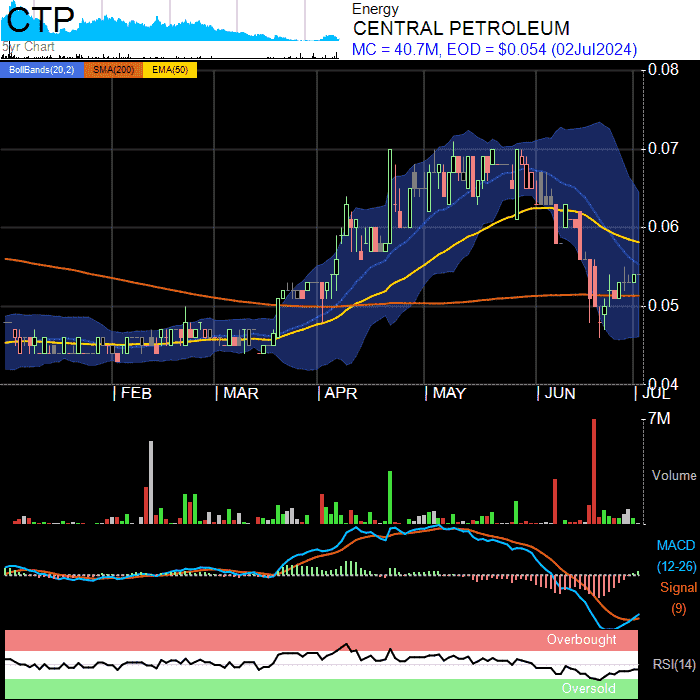 CTP
5yr Chart
Energy
CENTRAL PETROLEUM
MC = 40.7M, EOD = $0.054 (02Jul2024)
BollBands(20,2) SMA(200) EMA(50)
0.08
0.07
0.06
0.05
0.04
FEB MAR APR MAY JUN JUL
7M
Volume
MACD
(12-26)
Signal
(9)
Overbought
RSI(14)
Oversold